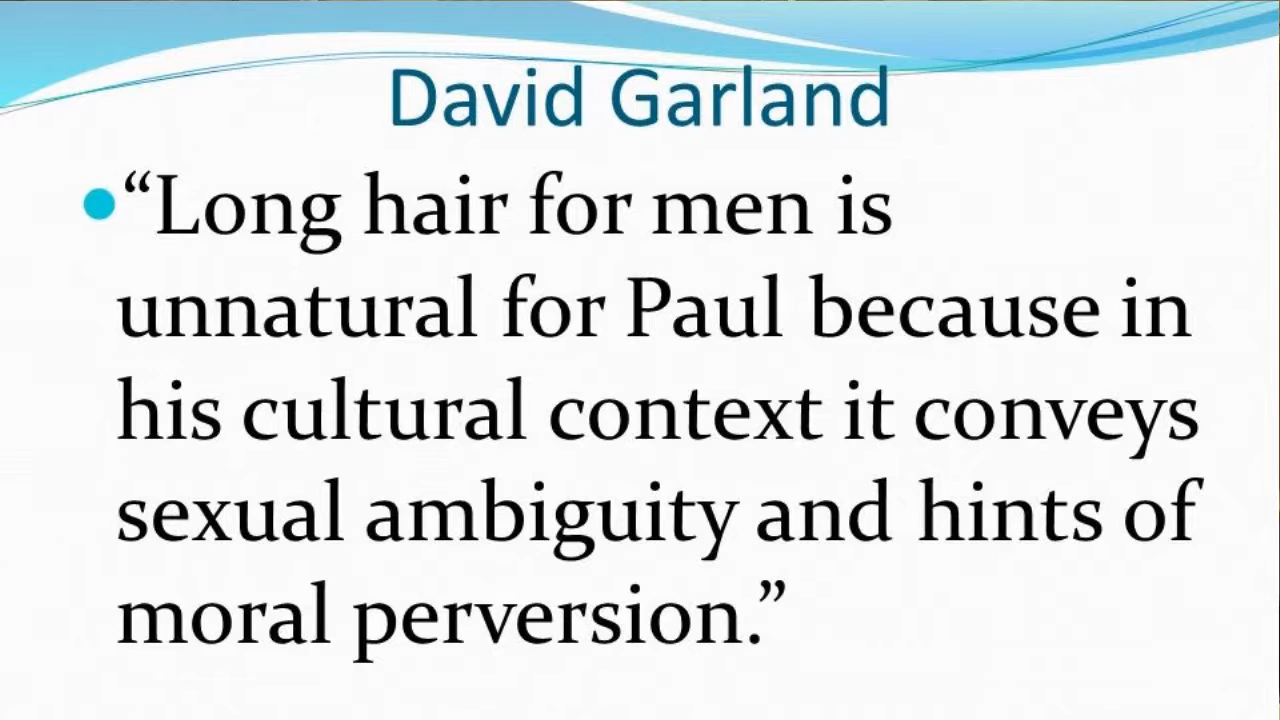 David Garland
“Long hair for men is
unnatural for Paul because in
his cultural context it conveys
sexual ambiguity and hints of
moral perversion.”